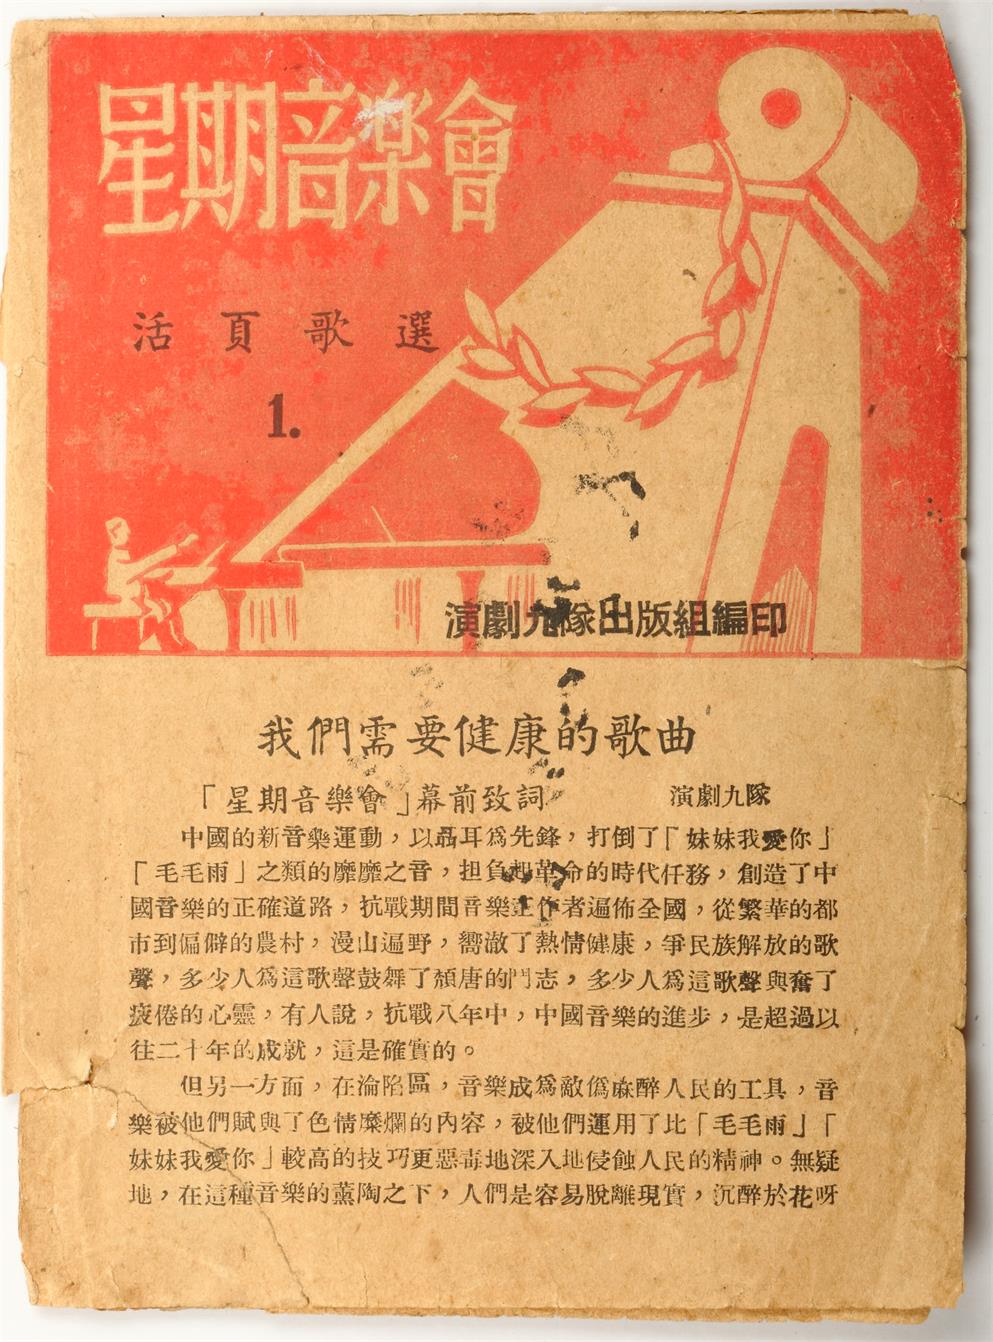 星期音樂會
活頁歌選
1.
演劇九隊出版組編印
我們需要健康的歌曲
「星期音樂會」幕前致詞 演劇九隊
中國的新音樂運動，以聶耳爲先鋒，打倒了「妹妹我愛你」
「毛毛雨」之類的靡靡之音，担負起革命的時代任務，創造了中
國音樂的正確道路，抗戰期間音樂工作者遍佈全國，從繁華的都
市到偏僻的農村，漫山遍野，嚮澈了熱情健康，爭民族解放的歌
聲，多少人爲這歌聲鼓舞了頹唐的鬥志，多少人爲這歌聲興奮了
疲倦的心靈，有人說，抗戰八年中，中國音樂的進步，是超過以
往二十年的成就，這是確實的。
但另一方面，在淪陷區，音樂成爲敵僞麻醉人民的工具，音
樂被他們賦與了色情糜爛的內容，被他們運用了比「毛毛雨」「
妹妹我愛你」較高的技巧更惡毒地深入地侵蝕人民的精神。無疑
地，在這種音樂的薰陶之下，人們是容易脫離現實，沉醉於花呀